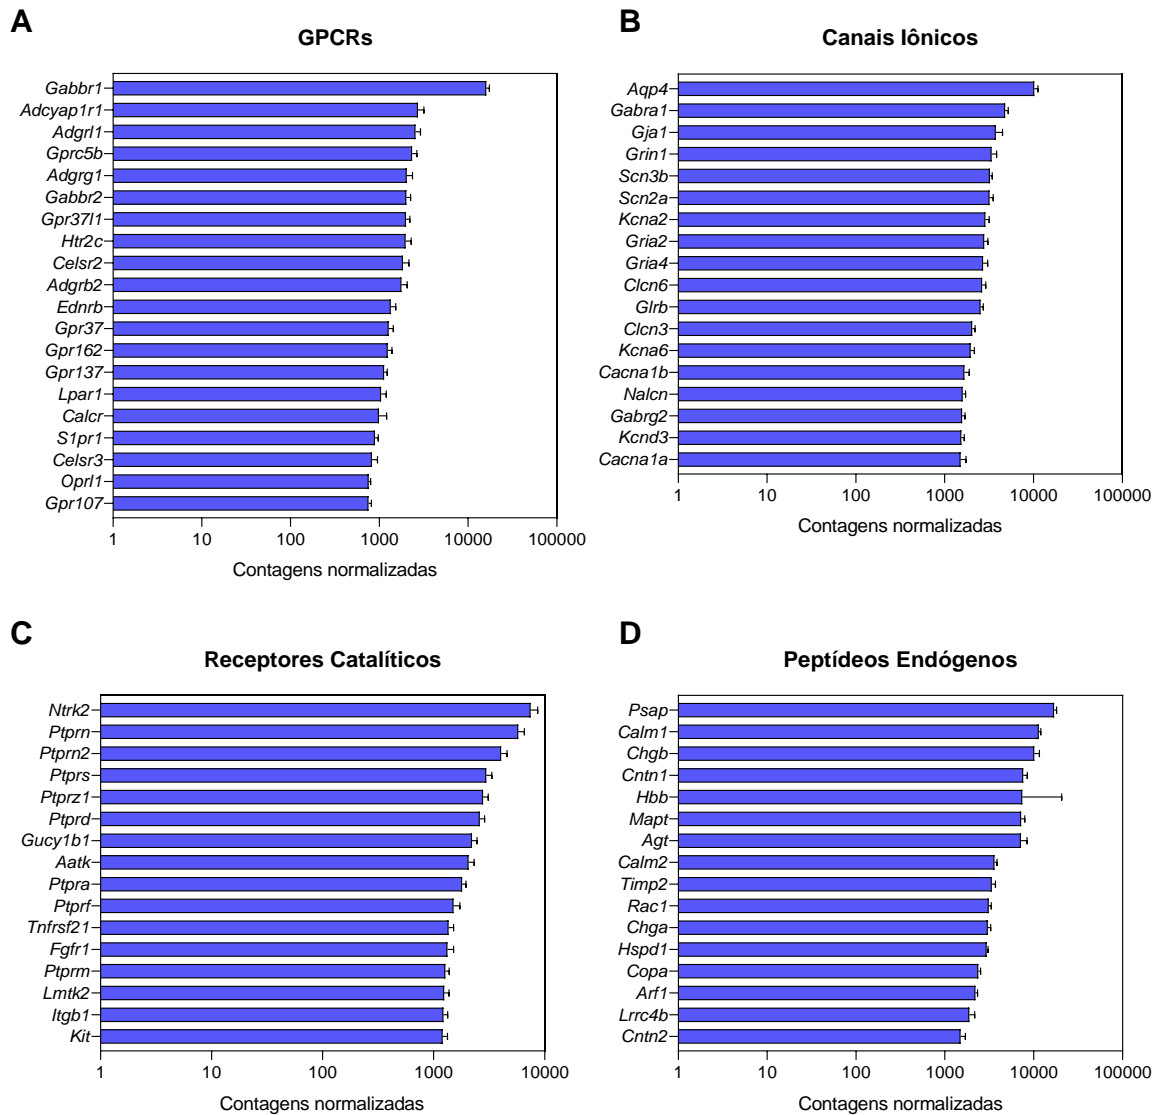 A
GPCRs
Gabbr1
Adcyap1r1
Adgrl1
Gprc5b
Adgrg1
Gabbr2
Gpr37l1
Htr2c
Celsr2
Adgrb2
Ednrb
Gpr37
Gpr162
Gpr137
Lpar1
Calcr
S1pr1
Celsr3
Oprl1
Gpr107
1 10 100 1000 10000 100000
Contagens normalizadas
B
Canais Iônicos
Aqp4
Gabra1
Gja1
Grin1
Scn3b
Scn2a
Kcna2
Gria2
Gria4
Clcn6
Glrb
Clcn3
Kcna6
Cacna1b
Nalcn
Gabrg2
Kcnd3
Cacna1a
1 10 100 1000 10000 100000
Contagens normalizadas
C
Receptores Catalíticos
Ntrk2
Ptprn
Ptprn2
Ptprs
Ptprz1
Ptprd
Gucy1b1
Aatk
Ptpra
Ptprf
Tnfrsf21
Fgfr1
Ptprm
Lmtk2
Itgb1
Kit
1 10 100 1000 10000
Contagens normalizadas
D
Peptídeos Endógenos
Psap
Calm1
Chgb
Cntn1
Hbb
Mapt
Agt
Calm2
Timp2
Rac1
Chga
Hspd1
Copa
Arf1
Lrrc4b
Cntn2
1 10 100 1000 10000 100000
Contagens normalizadas